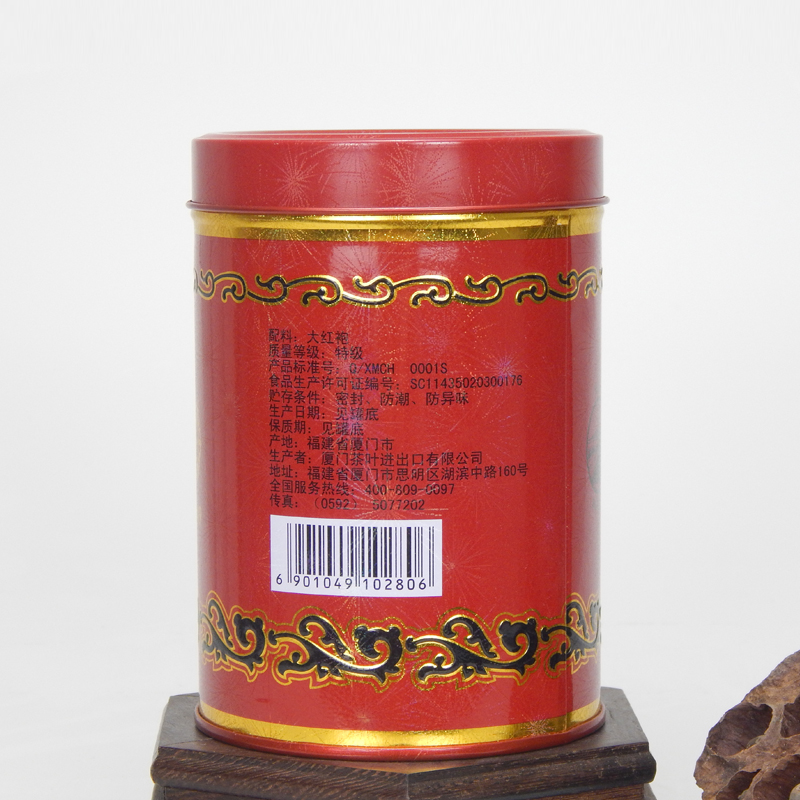 配料：大红袍
质量等级：特级
产品标准号：Q/XMCH 0001S
食品生产许可证编号：SC11435020300176
贮存条件：密封、防潮、防异味
生产日期：见罐底
保质期：见罐底
产地：福建省厦门市
生产者：厦门茶叶进出口有限公司
地址：福建省厦门市思明区湖滨中路160号
全国服务热线：400-809-0097
传真：（0592）5077202
6 901049 102806